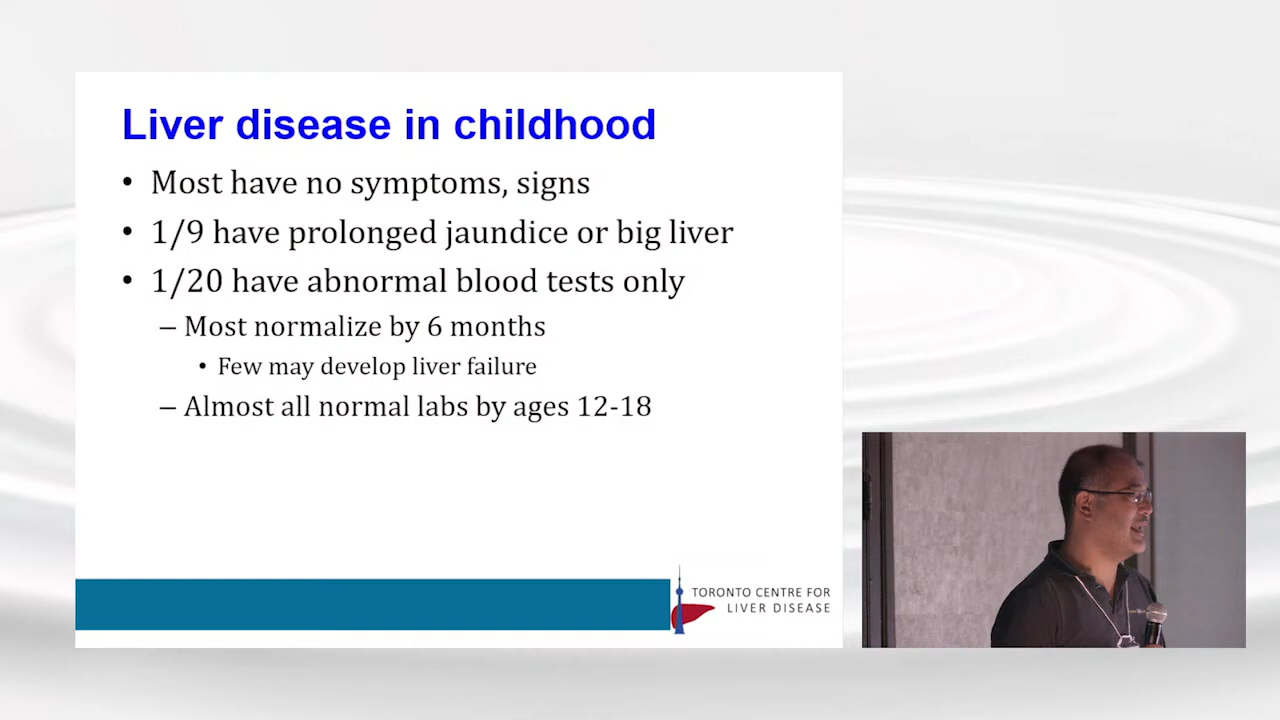 Liver disease in childhood
• Most have no symptoms, signs
• 1/9 have prolonged jaundice or big liver
• 1/20 have abnormal blood tests only
– Most normalize by 6 months
• Few may develop liver failure
– Almost all normal labs by ages 12-18
TORONTO CENTRE FOR
LIVER DISEASE